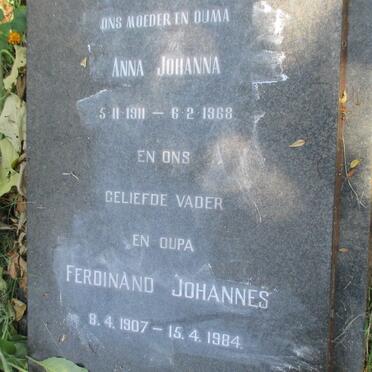 ONS MOEDER EN OUMA
ANNA JOHANNA
5·11·1911 — 6·2·1968
EN ONS
GELIEFDE VADER
EN OUPA
FERDINAND JOHANNES
8.4.1907 — 15.4.1984